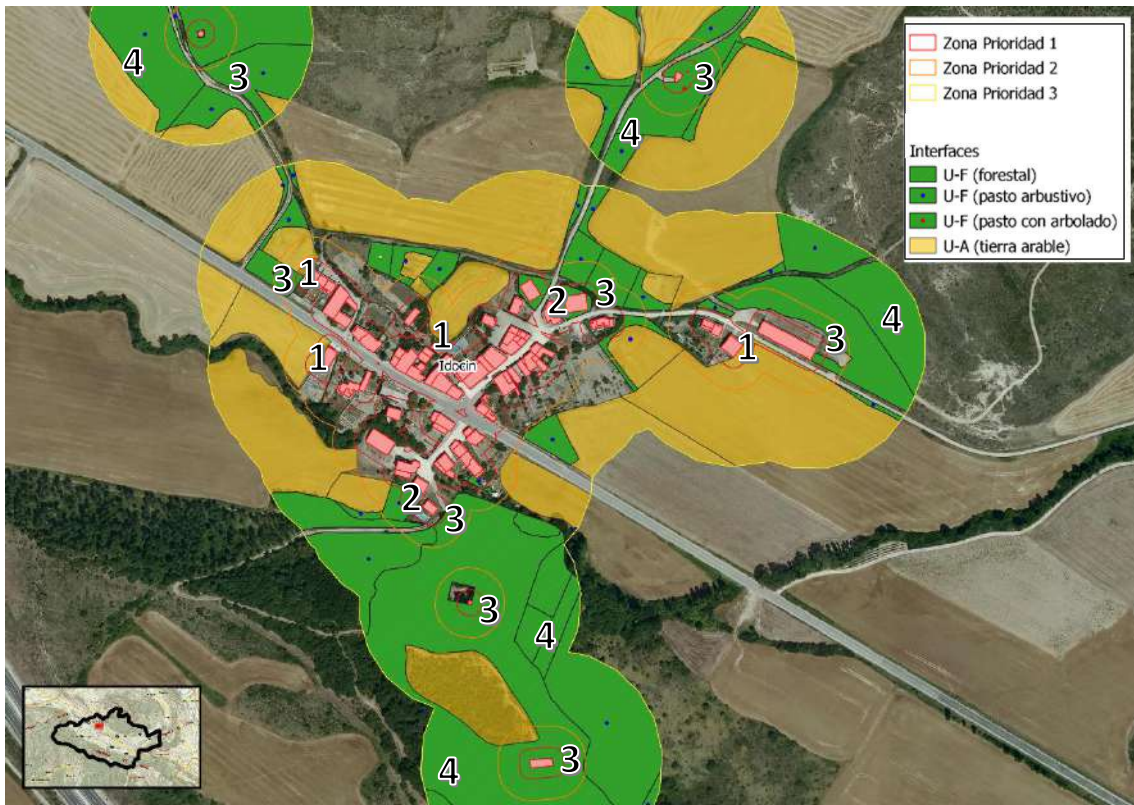 4
3
3
4
Zona Prioridad 1
Zona Prioridad 2
Zona Prioridad 3
Interfaces
U-F (forestal)
U-F (pasto arbustivo)
U-F (pasto con arbolado)
U-A (tierra arable)
3
1
2
3
4
1
3
1
1
Idocin
2
3
3
4
3
4